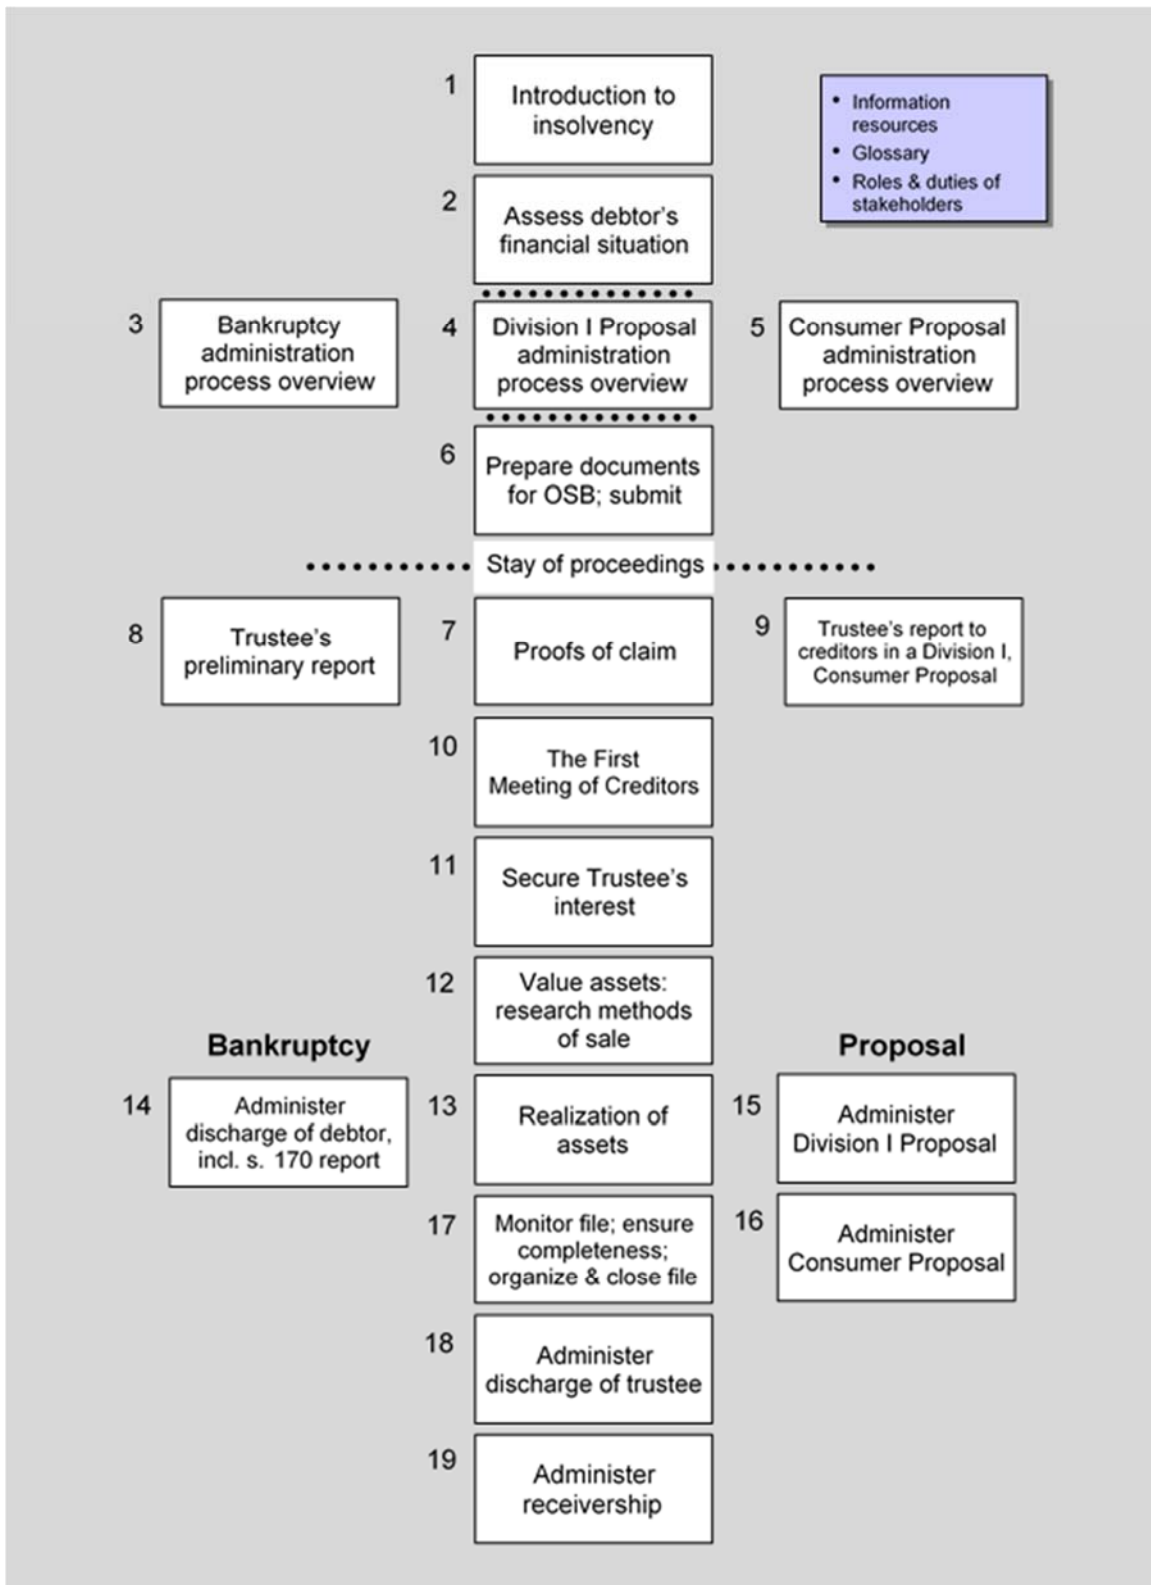 1
Introduction to
insolvency
• Information
resources
• Glossary
• Roles & duties of
stakeholders
2
Assess debtor's
financial situation
3
Bankruptcy
administration
process overview
4
Division I Proposal
administration
process overview
5
Consumer Proposal
administration
process overview
6
Prepare documents
for OSB; submit
Stay of proceedings
8
Trustee's
preliminary report
7
Proofs of claim
9
Trustee's report to
creditors in a Division I,
Consumer Proposal
10
The First
Meeting of Creditors
11
Secure Trustee's
interest
12
Value assets:
research methods
of sale
Bankruptcy
Proposal
14
Administer
discharge of debtor,
incl. s. 170 report
13
Realization of
assets
15
Administer
Division I Proposal
17
Monitor file; ensure
completeness;
organize & close file
16
Administer
Consumer Proposal
18
Administer
discharge of trustee
19
Administer
receivership